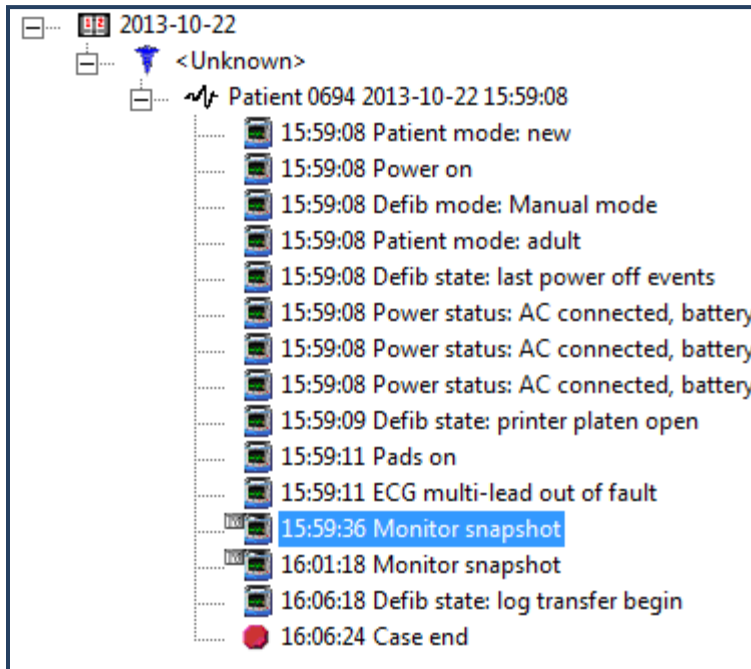 2013-10-22
<Unknown>
Patient 0694 2013-10-22 15:59:08
15:59:08 Patient mode: new
15:59:08 Power on
15:59:08 Defib mode: Manual mode
15:59:08 Patient mode: adult
15:59:08 Defib state: last power off events
15:59:08 Power status: AC connected, battery
15:59:08 Power status: AC connected, battery
15:59:08 Power status: AC connected, battery
15:59:09 Defib state: printer platen open
15:59:11 Pads on
15:59:11 ECG multi-lead out of fault
15:59:36 Monitor snapshot
16:01:18 Monitor snapshot
16:06:18 Defib state: log transfer begin
16:06:24 Case end